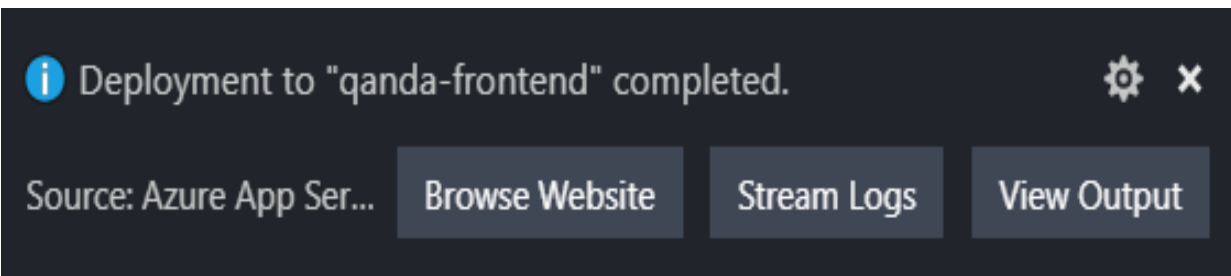 Deployment to "qanda-frontend" completed.
Source: Azure App Ser... Browse Website Stream Logs View Output